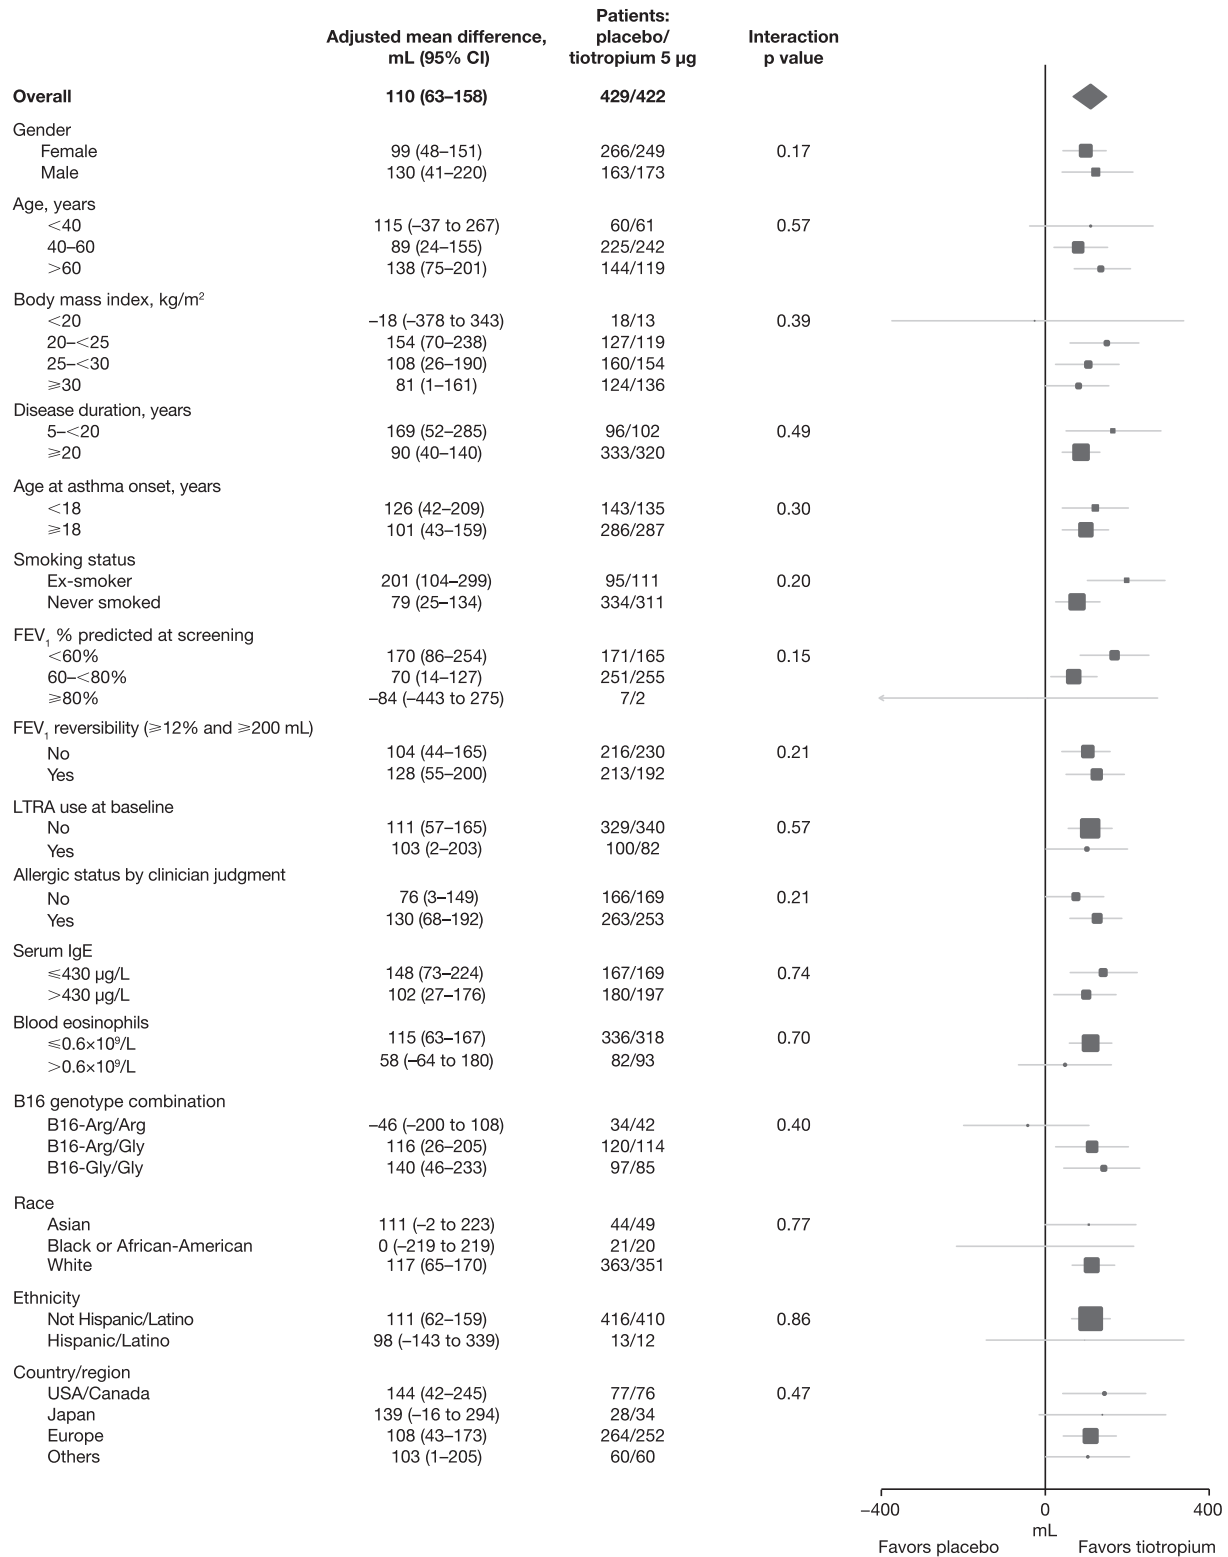 Adjusted mean difference, mL (95% CI) Patients: placebo/ tiotropium 5 µg Interaction p value
Overall 110 (63–158) 429/422
Gender
Female 99 (48–151) 266/249 0.17
Male 130 (41–220) 163/173
Age, years
<40 115 (–37 to 267) 60/61 0.57
40–60 89 (24–155) 225/242
>60 138 (75–201) 144/119
Body mass index, kg/m²
<20 –18 (–378 to 343) 18/13 0.39
20–<25 154 (70–238) 127/119
25–<30 108 (26–190) 160/154
⩾30 81 (1–161) 124/136
Disease duration, years
5–<20 169 (52–285) 96/102 0.49
⩾20 90 (40–140) 333/320
Age at asthma onset, years
<18 126 (42–209) 143/135 0.30
⩾18 101 (43–159) 286/287
Smoking status
Ex-smoker 201 (104–299) 95/111 0.20
Never smoked 79 (25–134) 334/311
FEV₁ % predicted at screening
<60% 170 (86–254) 171/165 0.15
60–<80% 70 (14–127) 251/255
⩾80% –84 (–443 to 275) 7/2
FEV₁ reversibility (⩾12% and ⩾200 mL)
No 104 (44–165) 216/230 0.21
Yes 128 (55–200) 213/192
LTRA use at baseline
No 111 (57–165) 329/340 0.57
Yes 103 (2–203) 100/82
Allergic status by clinician judgment
No 76 (3–149) 166/169 0.21
Yes 130 (68–192) 263/253
Serum IgE
⩽430 µg/L 148 (73–224) 167/169 0.74
>430 µg/L 102 (27–176) 180/197
Blood eosinophils
⩽0.6×10⁹/L 115 (63–167) 336/318 0.70
>0.6×10⁹/L 58 (–64 to 180) 82/93
B16 genotype combination
B16-Arg/Arg –46 (–200 to 108) 34/42 0.40
B16-Arg/Gly 116 (26–205) 120/114
B16-Gly/Gly 140 (46–233) 97/85
Race
Asian 111 (–2 to 223) 44/49 0.77
Black or African-American 0 (–219 to 219) 21/20
White 117 (65–170) 363/351
Ethnicity
Not Hispanic/Latino 111 (62–159) 416/410 0.86
Hispanic/Latino 98 (–143 to 339) 13/12
Country/region
USA/Canada 144 (42–245) 77/76 0.47
Japan 139 (–16 to 294) 28/34
Europe 108 (43–173) 264/252
Others 103 (1–205) 60/60
–400 0 400
mL
Favors placebo Favors tiotropium